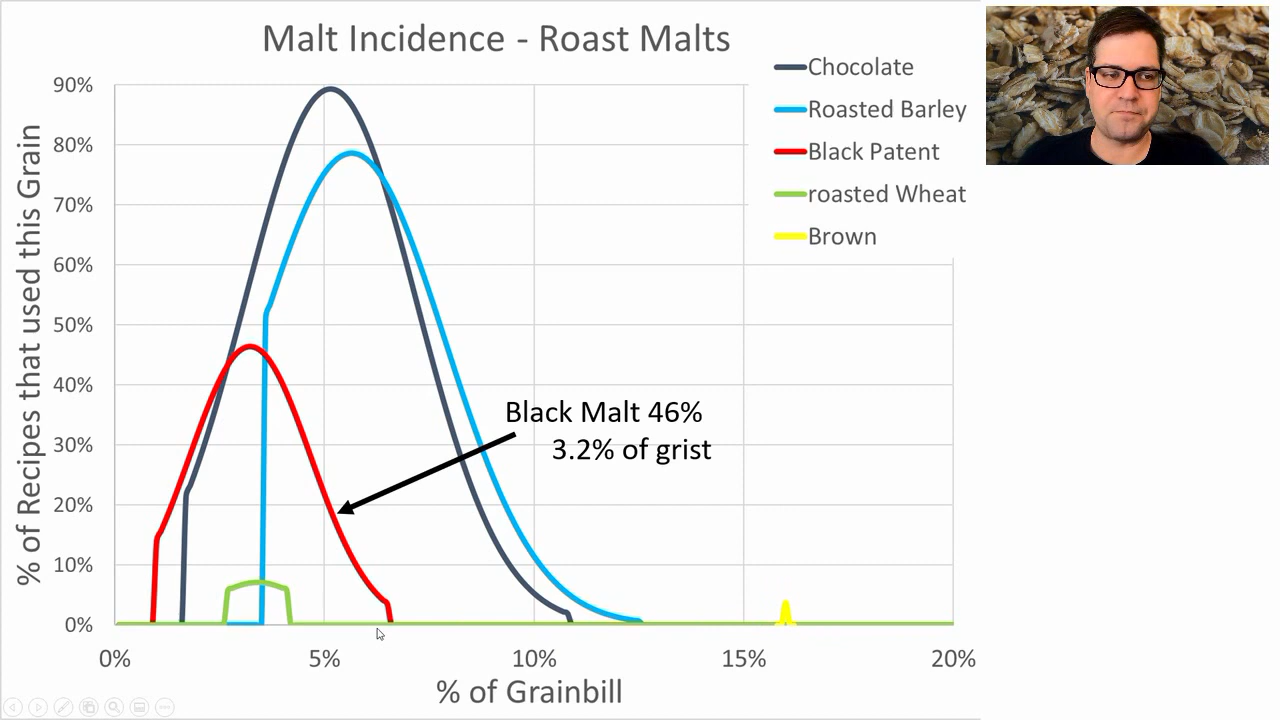 Malt Incidence - Roast Malts
Chocolate
Roasted Barley
Black Patent
roasted Wheat
Brown
% of Recipes that used this Grain
90%
80%
70%
60%
50%
40%
30%
20%
10%
0%
Black Malt 46%
3.2% of grist
0% 5% 10% 15% 20%
% of Grainbill